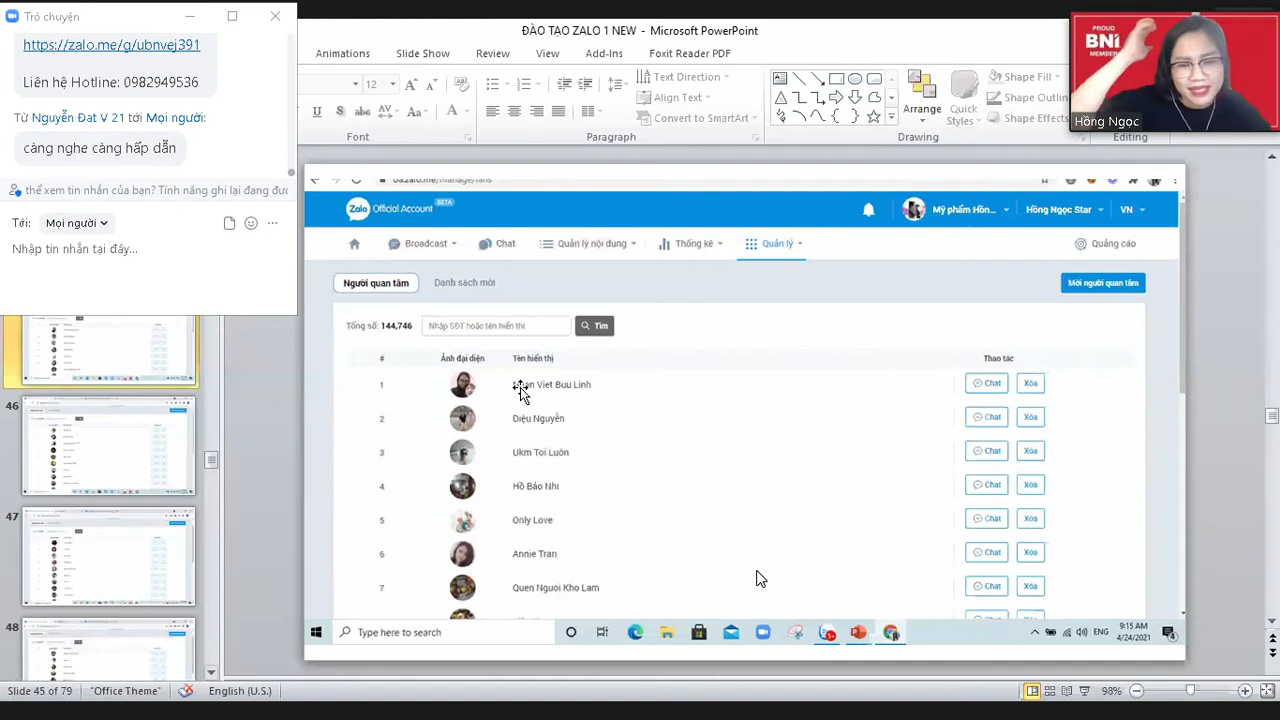 Trò chuyện
https://zalo.me/g/ubnvej391
Liên hệ Hotline: 0982949536
Từ Nguyễn Đat V 21 tới Mọi người:
càng nghe càng hấp dẫn
thể xem tin nhắn của bạn? Tính năng ghi lại đang đượ
Tới: Mọi người
Nhập tin nhắn tại đây...
ĐÀO TẠO ZALO 1 NEW - Microsoft PowerPoint
Animations Slide Show Review View Add-Ins Foxit Reader PDF
12 Text Direction Shape Fill
Align Text Shape Outline
Convert to SmartArt Arrange Quick Styles Shape Effects
Font Paragraph Drawing Editing
PROUD
BNI
MEMBER
Hồng Ngọc
oa.zalo.me/manage/fans
Zalo Official Account BETA Mỹ phẩm Hồn... Hồng Ngọc Star VN
Broadcast Chat Quản lý nội dung Thống kê Quản lý Quảng cáo
Người quan tâm Danh sách mời Mời người quan tâm
Tổng số: 144,746 Nhập SĐT hoặc tên hiển thị Tìm
# Ảnh đại diện Tên hiển thị Thao tác
1 Viet Buu Linh Chat Xóa
2 Diệu Nguyễn Chat Xóa
3 Ukm Toi Luôn Chat Xóa
4 Hồ Bảo Nhi Chat Xóa
5 Only Love Chat Xóa
6 Annie Tran Chat Xóa
7 Quen Nguoi Kho Lam Chat Xóa
Type here to search ENG 9:15 AM
4/24/2021
46
47
48
Slide 45 of 79 "Office Theme" English (U.S.) 98%